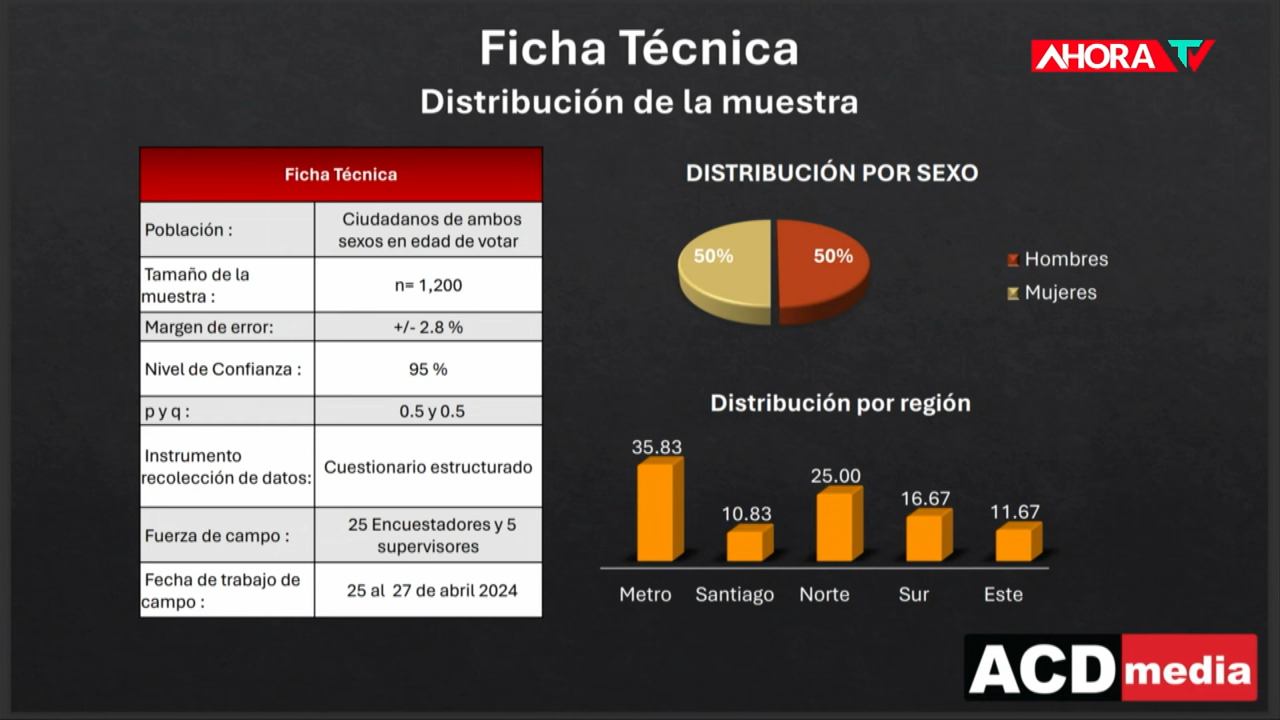 Ficha Técnica
AHORA TV
Distribución de la muestra
Ficha Técnica
Población :
Ciudadanos de ambos
sexos en edad de votar
Tamaño de la
muestra :
n= 1,200
Margen de error:
+/- 2.8 %
Nivel de Confianza :
95 %
p y q :
0.5 y 0.5
Instrumento
recolección de datos:
Cuestionario estructurado
Fuerza de campo :
25 Encuestadores y 5
supervisores
Fecha de trabajo de
campo :
25 al 27 de abril 2024
DISTRIBUCIÓN POR SEXO
50%
50%
Hombres
Mujeres
Distribución por región
35.83
10.83
25.00
16.67
11.67
Metro
Santiago
Norte
Sur
Este
ACD media